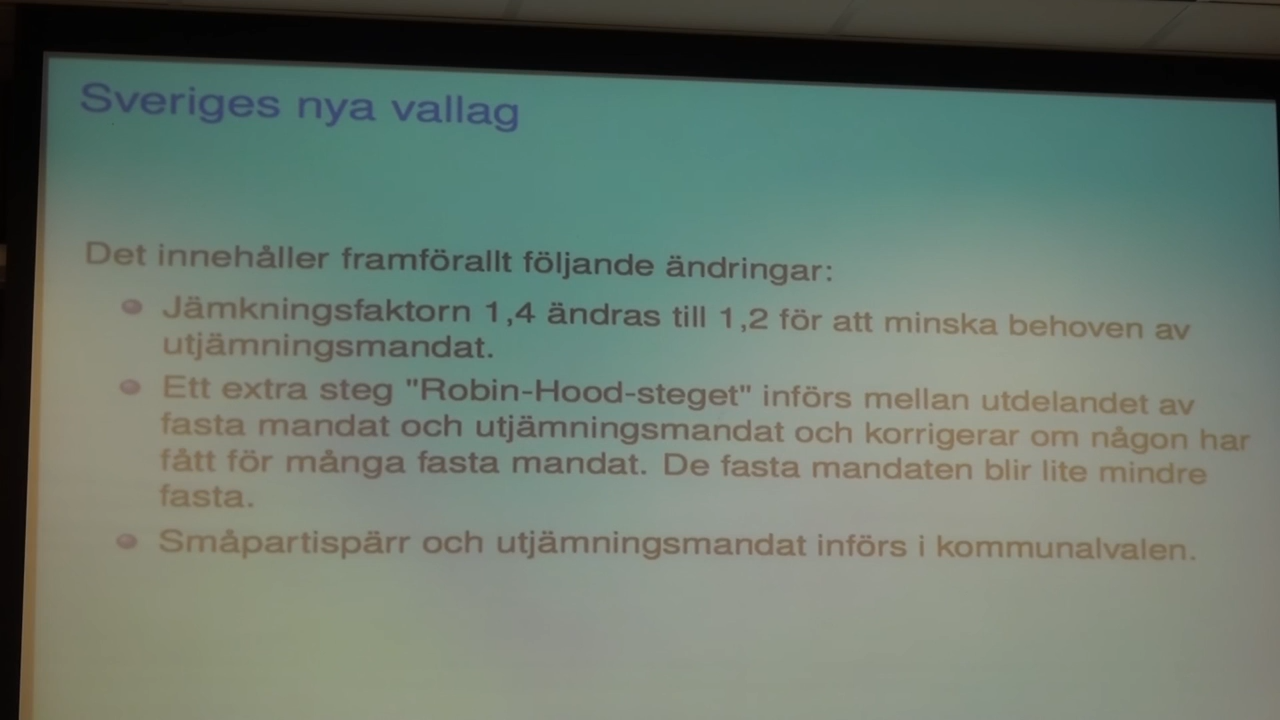 Sveriges nya vallag
Det innehåller framförallt följande ändringar:
Jämkningsfaktorn 1,4 ändras till 1,2 för att minska behoven av
utjämningsmandat.
Ett extra steg "Robin-Hood-steget" införs mellan utdelandet av
fasta mandat och utjämningsmandat och korrigerar om någon har
fått för många fasta mandat. De fasta mandaten blir lite mindre
fasta.
Småpartispärr och utjämningsmandat införs i kommunalvalen.